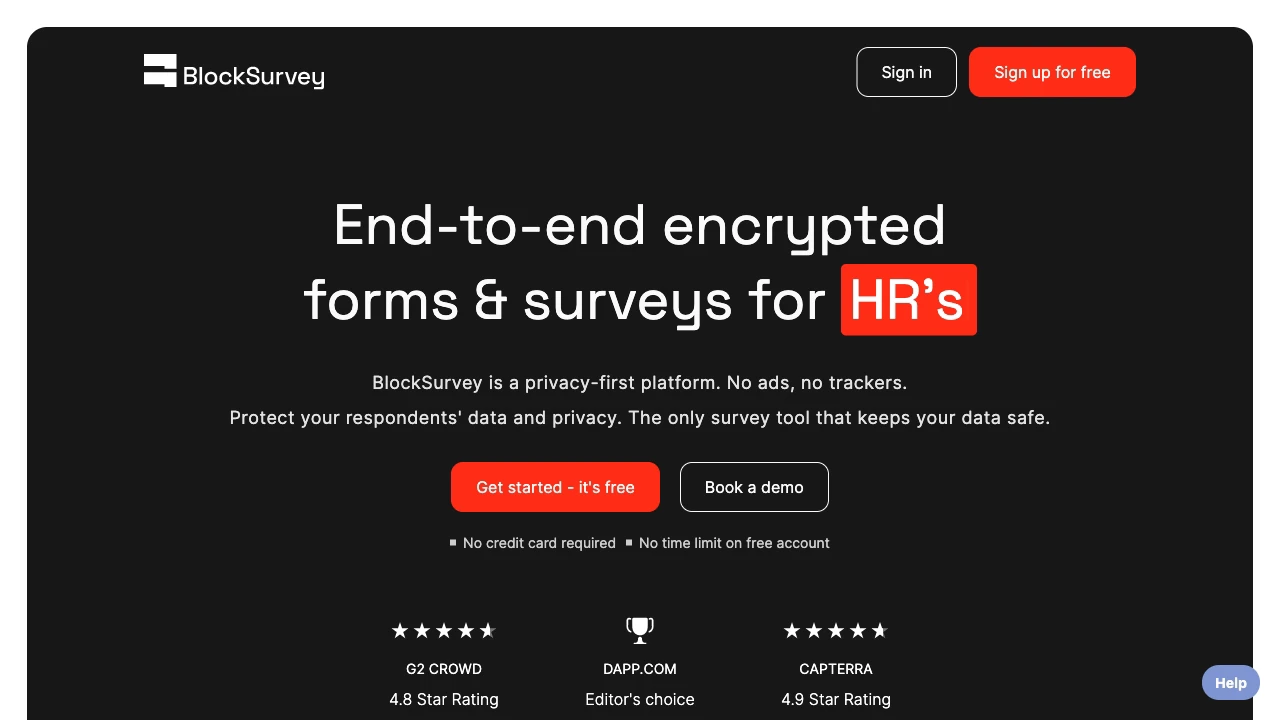 BlockSurvey
Sign in
Sign up for free
End-to-end encrypted
forms & surveys for HR's
BlockSurvey is a privacy-first platform. No ads, no trackers.
Protect your respondents' data and privacy. The only survey tool that keeps your data safe.
Get started - it's free
Book a demo
No credit card required
No time limit on free account
G2 CROWD
4.8 Star Rating
DAPP.COM
Editor's choice
CAPTERRA
4.9 Star Rating
Help